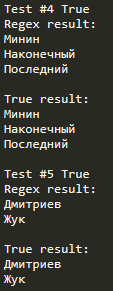 Test #4 True
Regex result:
Минин
Наконечный
Последний
True result:
Минин
Наконечный
Последний
Test #5 True
Regex result:
Дмитриев
Жук
True result:
Дмитриев
Жук